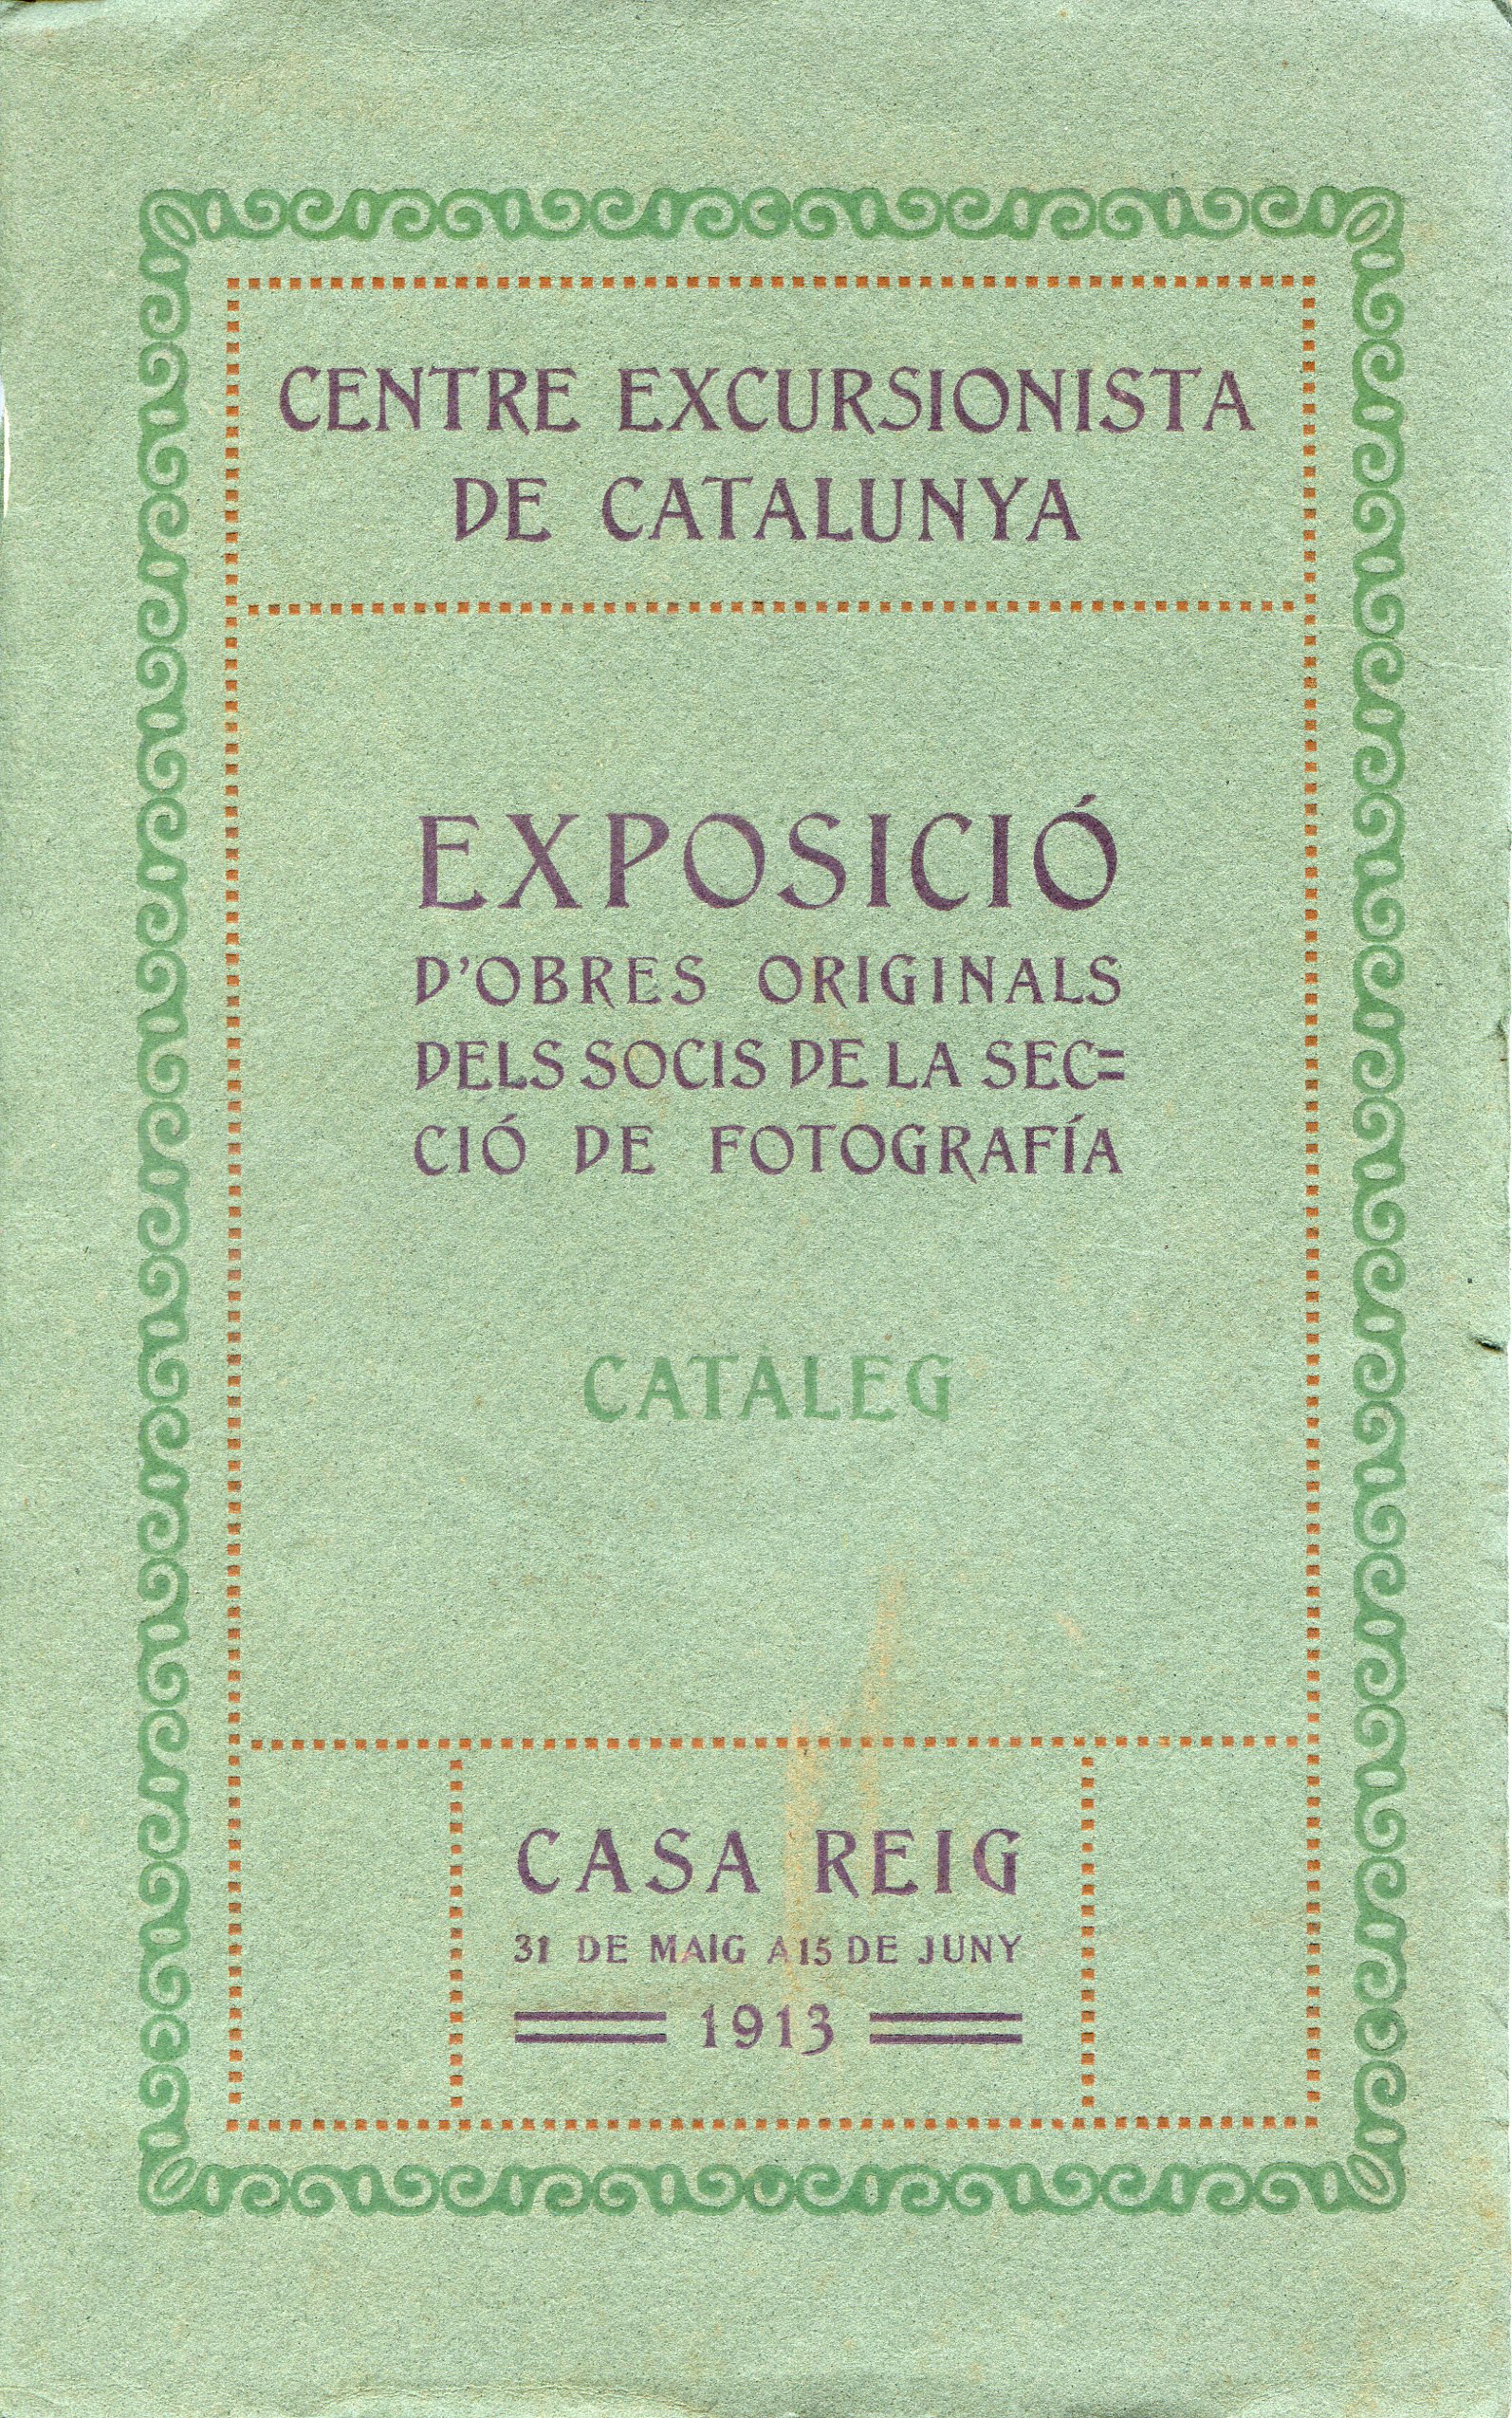 CENTRE EXCURSIONISTA
DE CATALUNYA
EXPOSICIÓ
D'OBRES ORIGINALS
DELS SOCIS DE LA SEC=
CIÓ DE FOTOGRAFÍA
CATÀLEG
CASA REIG
31 DE MAIG A 15 DE JUNY
1913